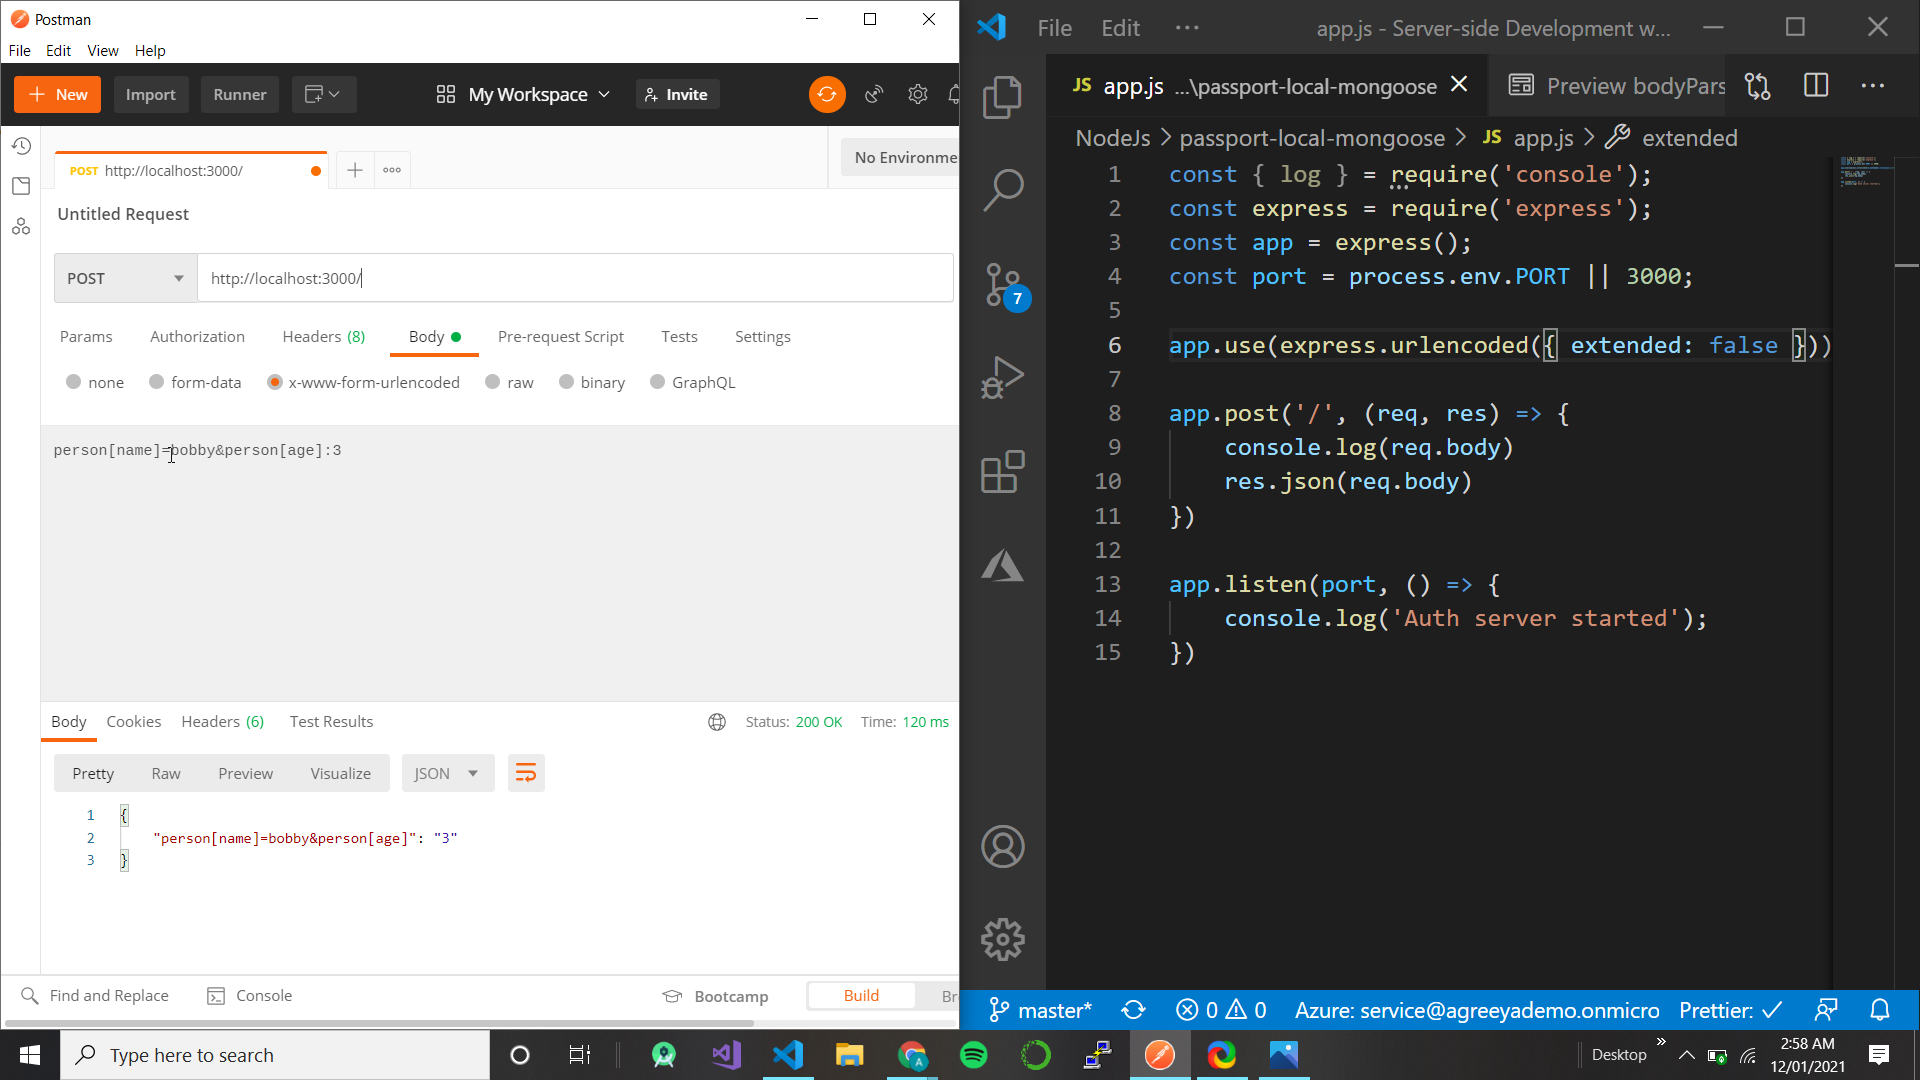 Postman
File Edit View Help
New Import Runner My Workspace Invite
POST http://localhost:3000/ No Environme
Untitled Request
POST http://localhost:3000/
Params Authorization Headers (8) Body Pre-request Script Tests Settings
none form-data x-www-form-urlencoded raw binary GraphQL
person[name]=bobby&person[age]:3
Body Cookies Headers (6) Test Results Status: 200 OK Time: 120 ms
Pretty Raw Preview Visualize JSON
1 {
2 "person[name]=bobby&person[age]": "3"
3 }
Find and Replace Console Bootcamp Build Br
File Edit ··· app.js - Server-side Development w...
JS app.js ...\passport-local-mongoose Preview bodyPars
NodeJs > passport-local-mongoose > JS app.js > extended
1 const { log } = require('console');
2 const express = require('express');
3 const app = express();
4 const port = process.env.PORT || 3000;
5
6 app.use(express.urlencoded({ extended: false }))
7
8 app.post('/', (req, res) => {
9 console.log(req.body)
10 res.json(req.body)
11 })
12
13 app.listen(port, () => {
14 console.log('Auth server started');
15 })
7
master* 0 0 Azure: service@agreeyademo.onmicro Prettier: ✓
Type here to search Desktop 2:58 AM
12/01/2021